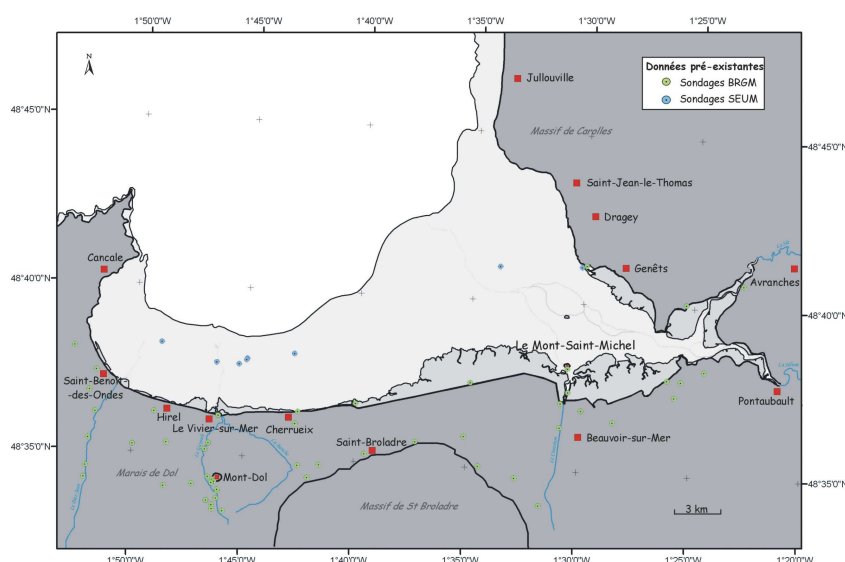 1°50'0"W
1°45'0"W
1°40'0"W
1°35'0"W
1°30'0"W
1°25'0"W
N
Données pré-existantes
Sondages BRGM
Sondages SEUM
Jullouville
48°45'0"N
Massif de Carolles
48°45'0"N
Saint-Jean-le-Thomas
Dragey
Cancale
Genêts
48°40'0"N
Avranches
48°40'0"N
Le Mont-Saint-Michel
Saint-Benoit
-des-Ondes
Pontaubault
Hirel
Le Vivier-sur-Mer
Cherrueix
Saint-Broladre
Beauvoir-sur-Mer
48°35'0"N
Marais de Dol
Mont-Dol
48°35'0"N
Massif de St Broladre
3 km
1°50'0"W
1°45'0"W
1°40'0"W
1°35'0"W
1°30'0"W
1°25'0"W
1°20'0"W